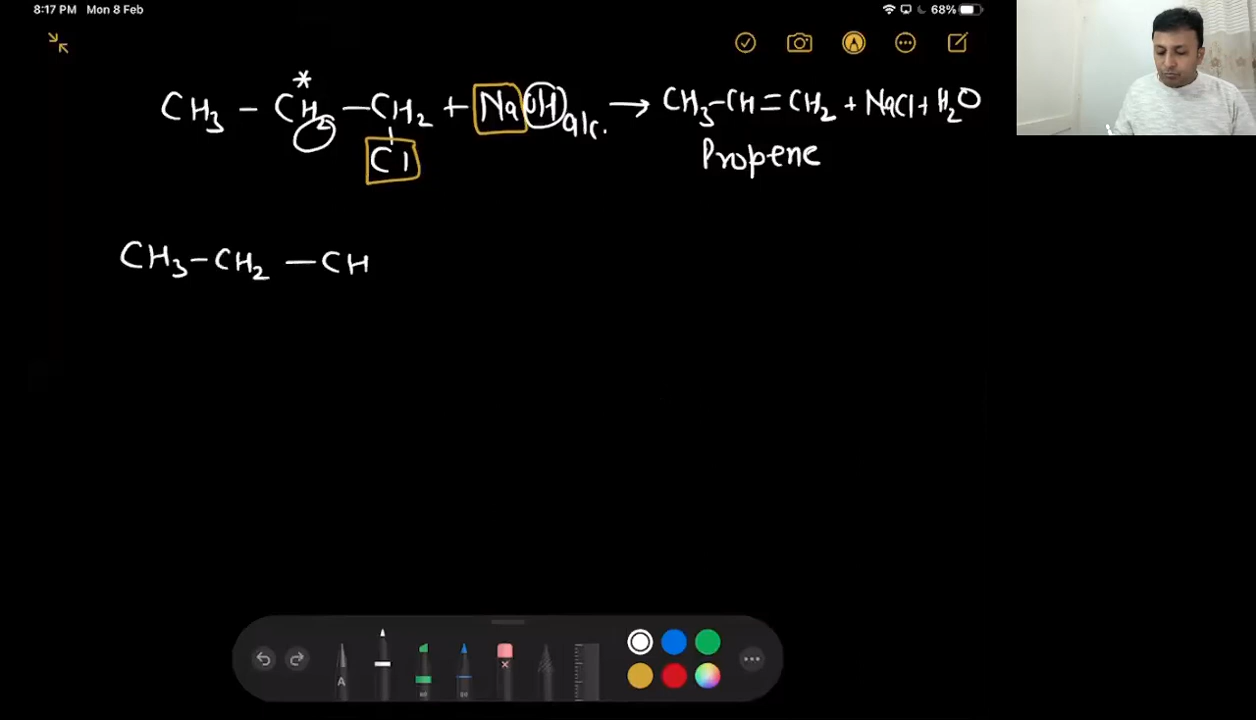 8:17 PM Mon 8 Feb 68%
*
CH₃ – CH₂ – CH₂ + NaOH alc. → CH₃–CH=CH₂ + NaCl + H₂O
Cl
Propene
CH₃–CH₂ – CH
A